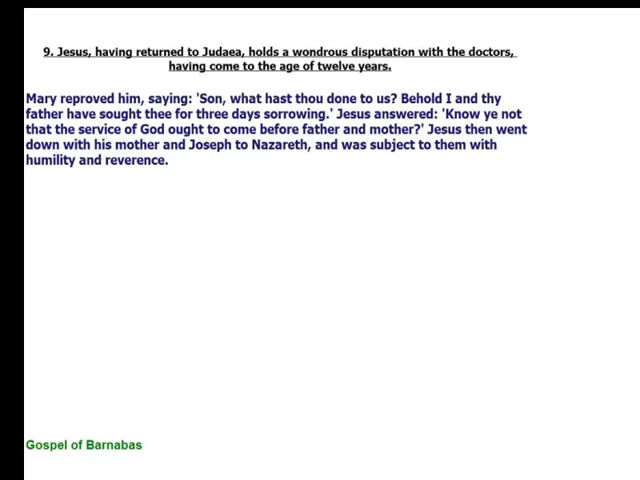 9. Jesus, having returned to Judaea, holds a wondrous disputation with the doctors,
having come to the age of twelve years.
Mary reproved him, saying: 'Son, what hast thou done to us? Behold I and thy
father have sought thee for three days sorrowing.' Jesus answered: 'Know ye not
that the service of God ought to come before father and mother?' Jesus then went
down with his mother and Joseph to Nazareth, and was subject to them with
humility and reverence.
Gospel of Barnabas